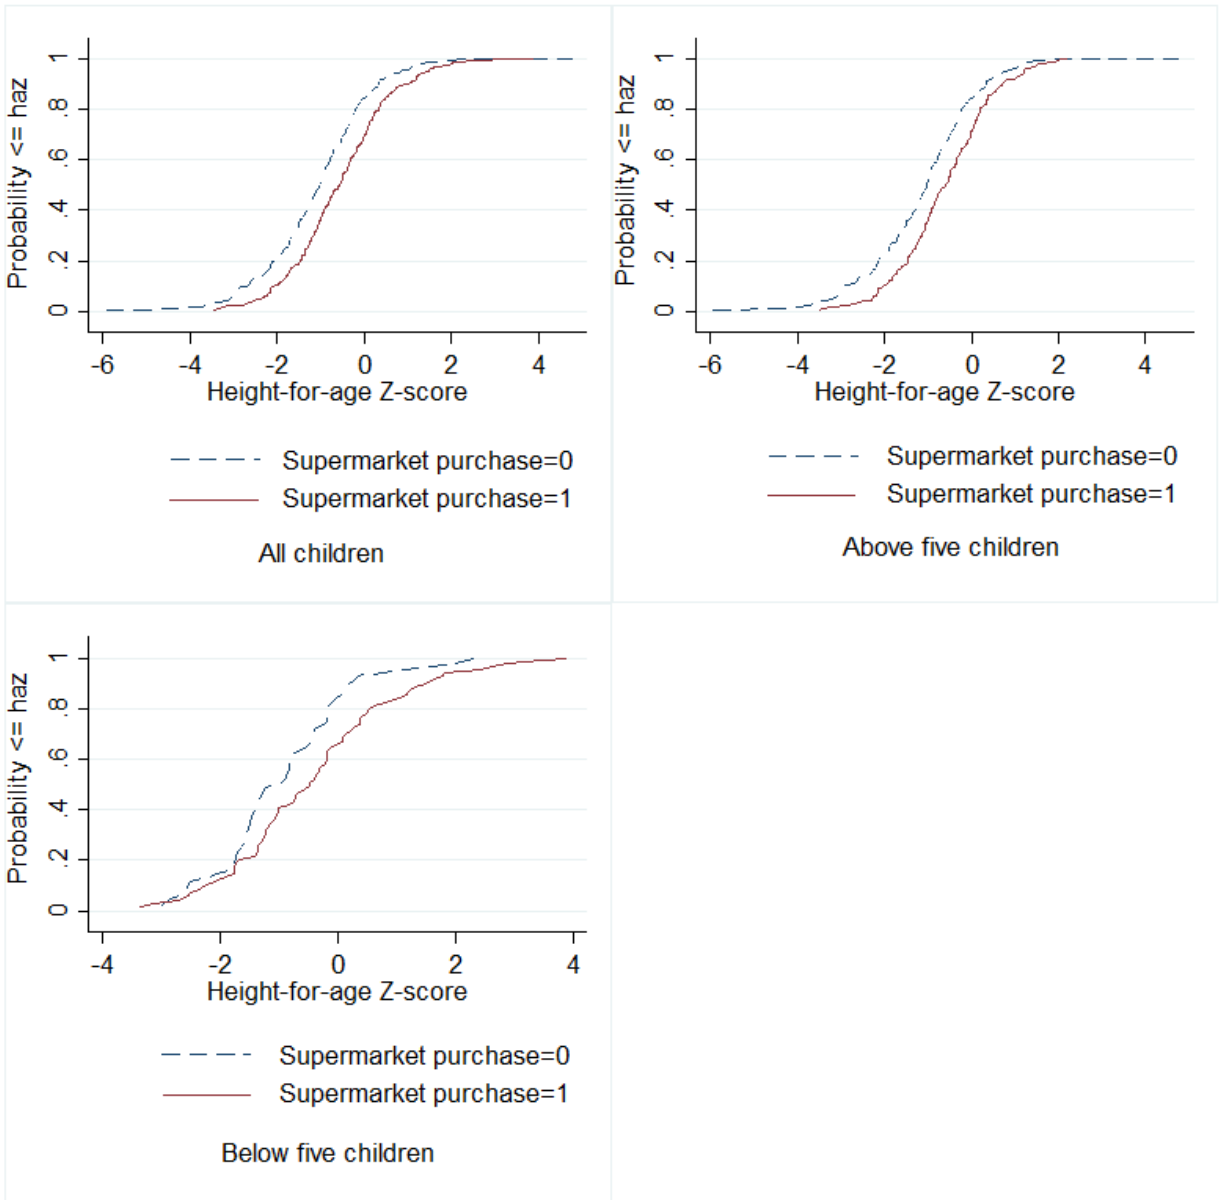 Probability <= haz
1
.8
.6
.4
.2
0
-6 -4 -2 0 2 4
Height-for-age Z-score
Supermarket purchase=0
Supermarket purchase=1
All children
Probability <= haz
1
.8
.6
.4
.2
0
-6 -4 -2 0 2 4
Height-for-age Z-score
Supermarket purchase=0
Supermarket purchase=1
Above five children
Probability <= haz
1
.8
.6
.4
.2
0
-4 -2 0 2 4
Height-for-age Z-score
Supermarket purchase=0
Supermarket purchase=1
Below five children